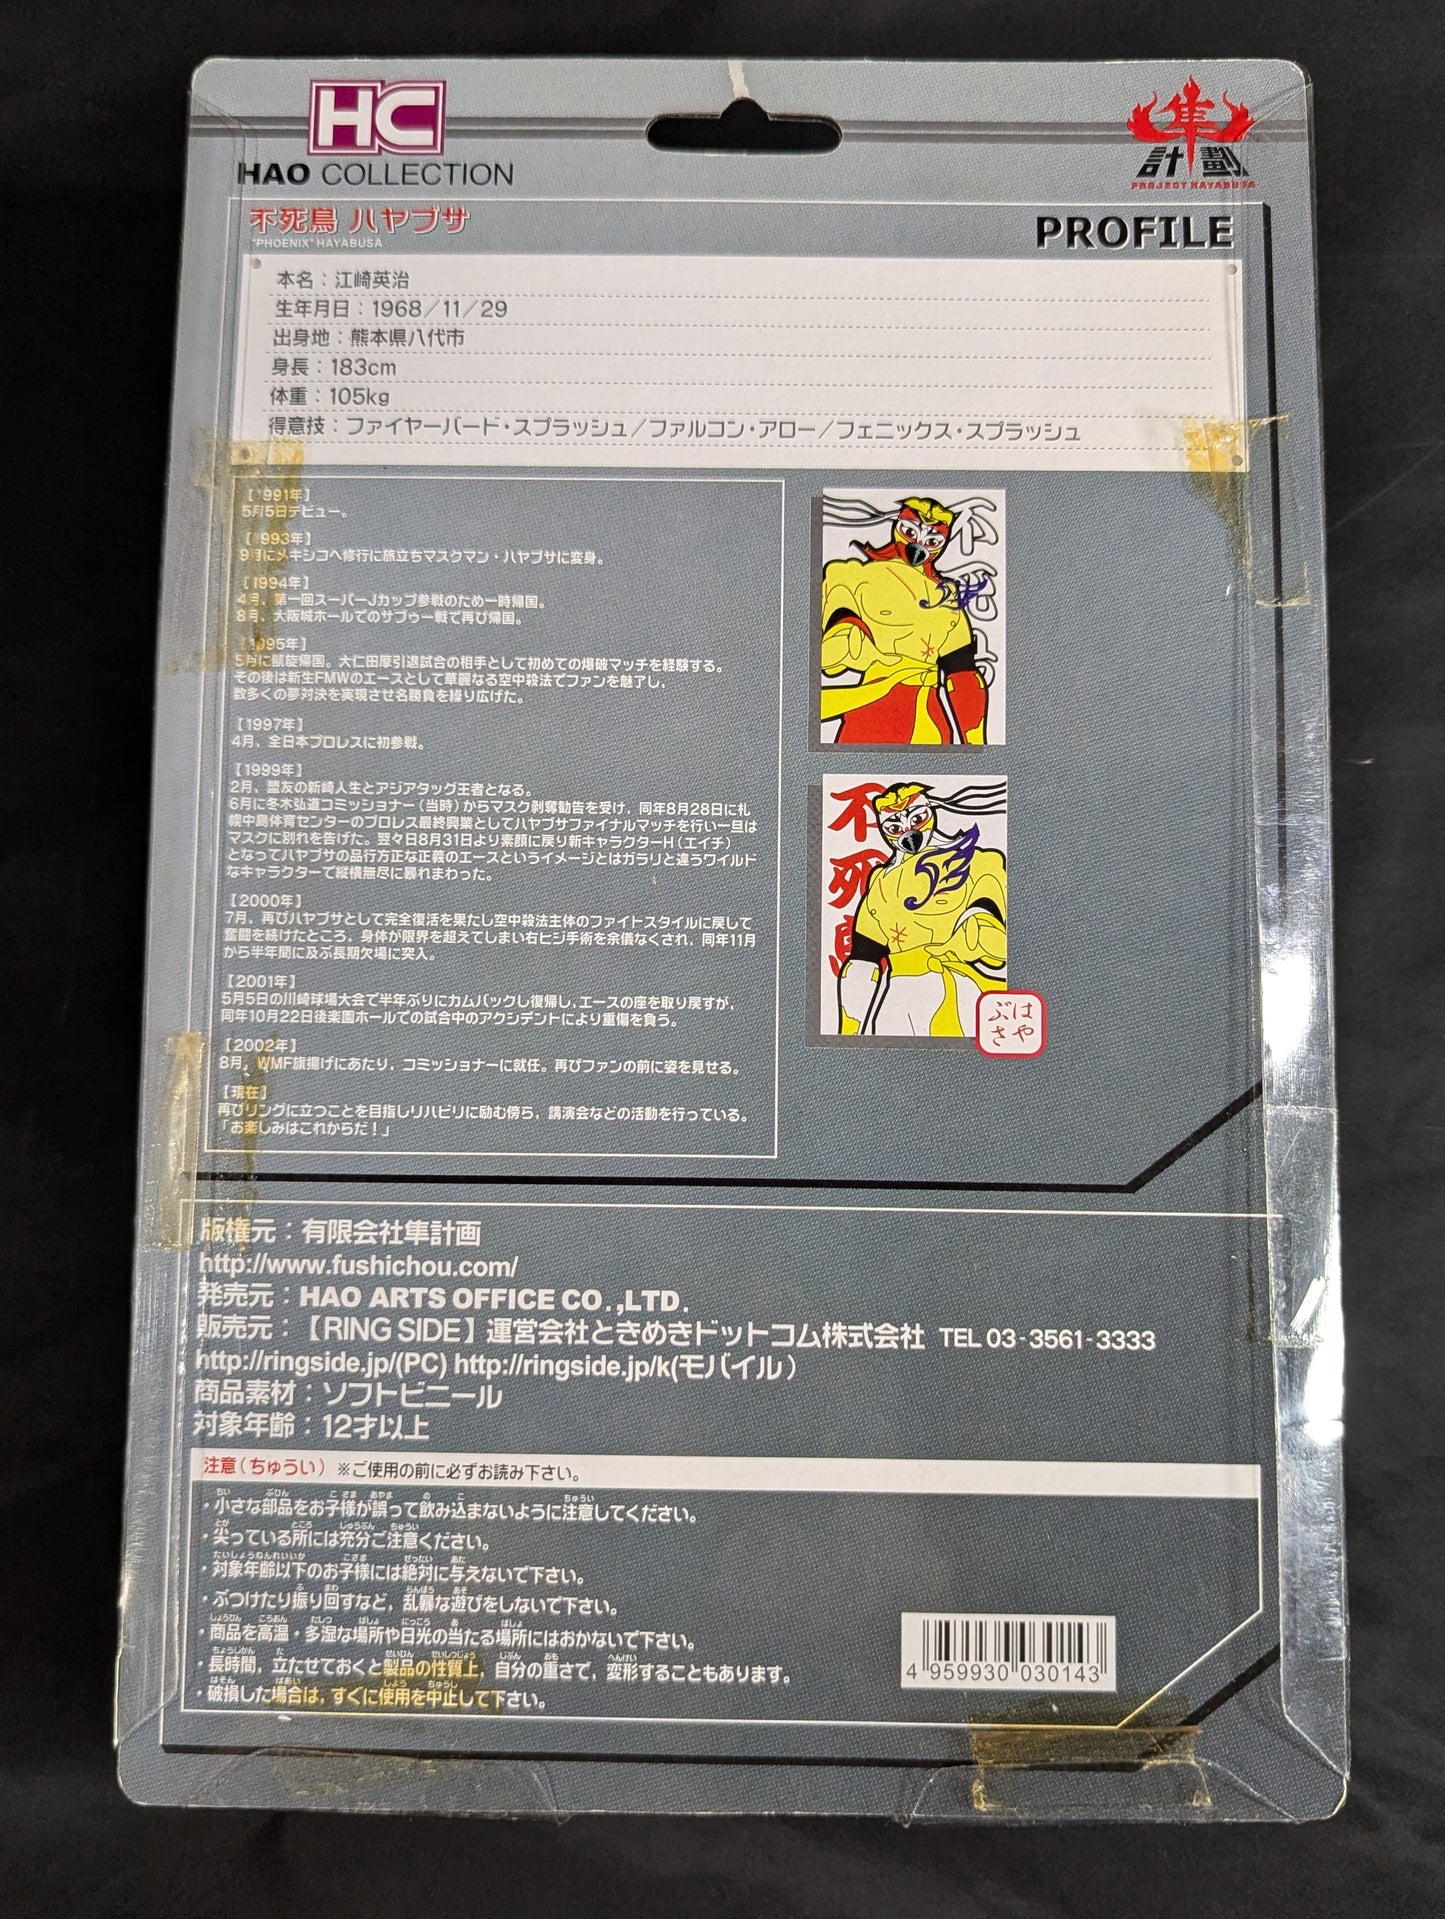 HC
HAO COLLECTION
隼
計劃
PROJECT HAYABUSA
不死鳥 ハヤブサ
"PHOENIX" HAYABUSA
PROFILE
本名：江崎英治
生年月日：1968／11／29
出身地：熊本県八代市
身長：183cm
体重：105kg
得意技：ファイヤーバード・スプラッシュ／ファルコン・アロー／フェニックス・スプラッシュ
【1991年】
5月5日デビュー。
【1993年】
9月にメキシコへ修行に旅立ちマスクマン・ハヤブサに変身。
【1994年】
4月、第一回スーパーJカップ参戦のため一時帰国。
8月、大阪城ホールでのサブゥー戦で再び帰国。
【1995年】
5月に凱旋帰国。大仁田厚引退試合の相手として初めての爆破マッチを経験する。
その後は新生FMWのエースとして華麗なる空中殺法でファンを魅了し、
数多くの夢対決を実現させ名勝負を繰り広げた。
【1997年】
4月、全日本プロレスに初参戦。
【1999年】
2月、盟友の新崎人生とアジアタッグ王者となる。
6月に冬木弘道コミッショナー（当時）からマスク剥奪勧告を受け、同年8月28日に札
幌中島体育センターのプロレス最終興業としてハヤブサファイナルマッチを行い一旦は
マスクに別れを告げた。翌々日8月31日より素顔に戻り新キャラクターH（エイチ）
となってハヤブサの品行方正な正義のエースというイメージとはガラリと違うワイルド
なキャラクターで縦横無尽に暴れまわった。
【2000年】
7月、再びハヤブサとして完全復活を果たし空中殺法主体のファイトスタイルに戻して
奮闘を続けたところ、身体が限界を超えてしまい右ヒジ手術を余儀なくされ、同年11月
から半年間に及ぶ長期欠場に突入。
【2001年】
5月5日の川崎球場大会で半年ぶりにカムバックし復帰し、エースの座を取り戻すが、
同年10月22日後楽園ホールでの試合中のアクシデントにより重傷を負う。
【2002年】
8月、WMF旗揚げにあたり、コミッショナーに就任。再びファンの前に姿を見せる。
【現在】
再びリングに立つことを目指しリハビリに励む傍ら、講演会などの活動を行っている。
「お楽しみはこれからだ！」
不死鳥
不死鳥
はや
ぶさ
版権元：有限会社隼計画
http://www.fushichou.com/
発売元：HAO ARTS OFFICE CO.,LTD.
販売元：【RING SIDE】運営会社ときめきドットコム株式会社 TEL 03-3561-3333
http://ringside.jp/(PC) http://ringside.jp/k(モバイル)
商品素材：ソフトビニール
対象年齢：12才以上
注意（ちゅうい） ※ご使用の前に必ずお読み下さい。
・小さな部品をお子様が誤って飲み込まないように注意してください。
・尖っている所には充分ご注意ください。
・対象年齢以下のお子様には絶対に与えないで下さい。
・ぶつけたり振り回すなど、乱暴な遊びをしないで下さい。
・商品を高温・多湿な場所や日光の当たる場所にはおかないで下さい。
・長時間、立たせておくと製品の性質上、自分の重さで、変形することもあります。
・破損した場合は、すぐに使用を中止して下さい。
4 959930 030143